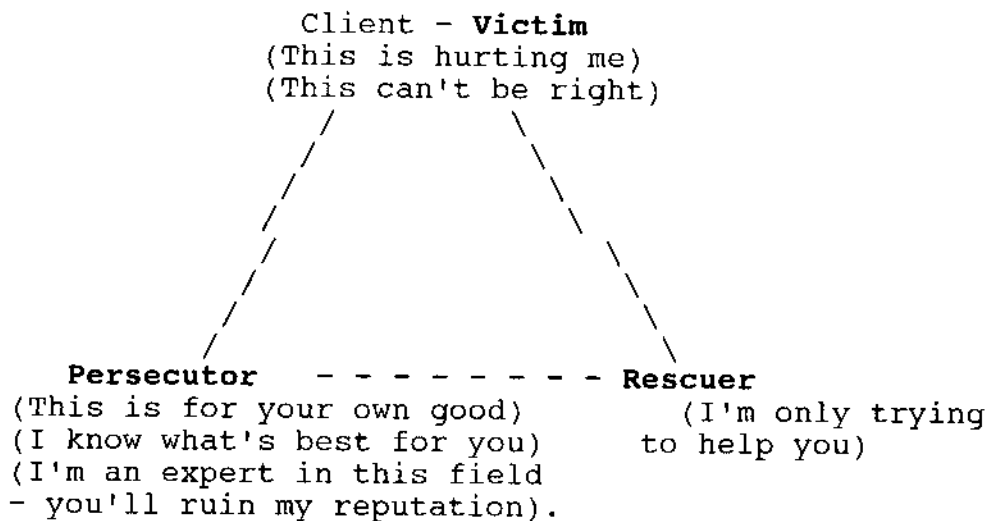 Client - Victim
(This is hurting me)
(This can't be right)
Persecutor - - - - - - - - Rescuer
(This is for your own good) (I'm only trying
(I know what's best for you) to help you)
(I'm an expert in this field
- you'll ruin my reputation).